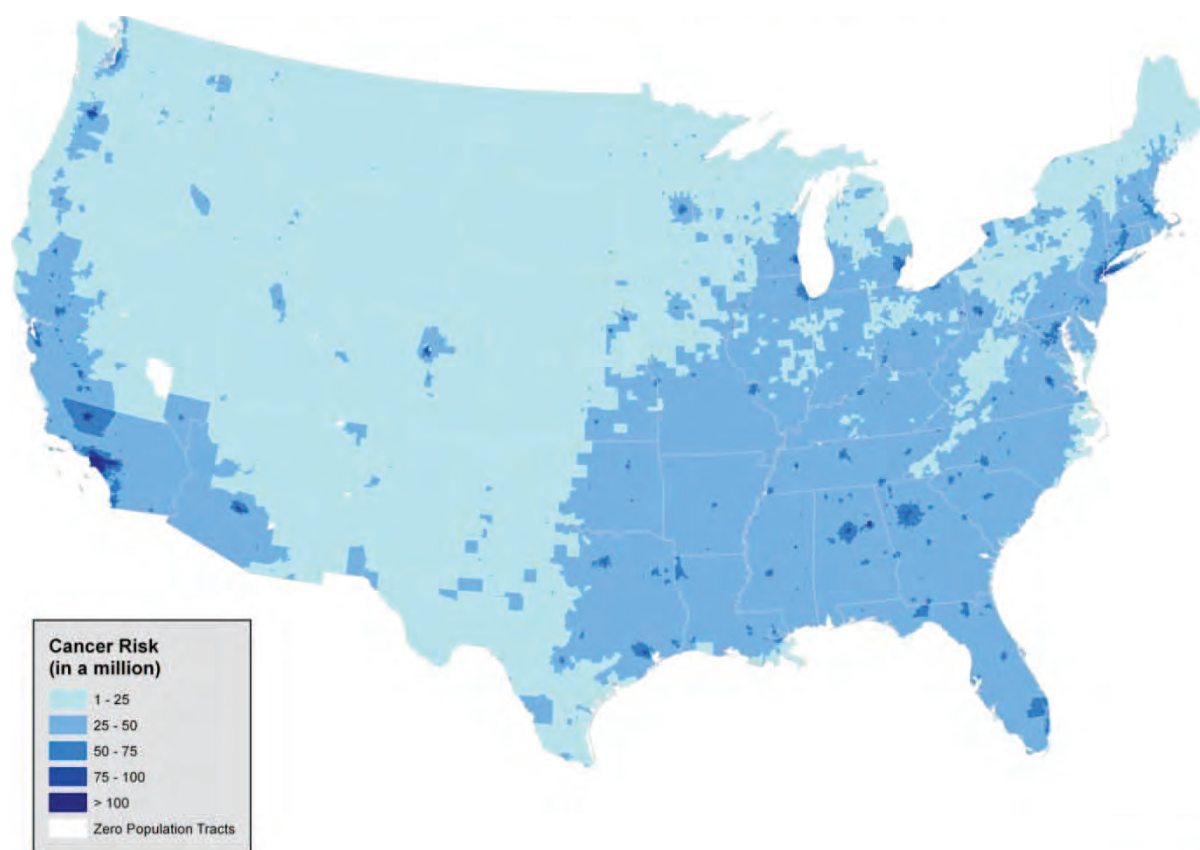 Cancer Risk
(in a million)
1 - 25
25 - 50
50 - 75
75 - 100
> 100
Zero Population Tracts